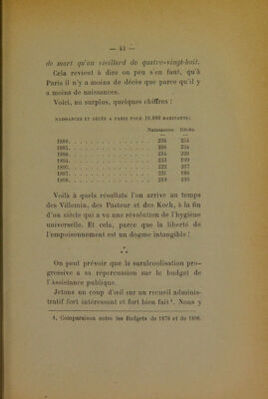 — 43 —
de mort qu'un vieillard de quatre-vingt-huit.
Cela revient à dire ou peu s'en faut, qu'à
Paris il n'y a moins de décès que parce qu'il y
a moins de naissances.
Voici, au surplus, quelques chiffres :
NAISSANCES ET DÉCÈS A PARIS POUR 10.000 HABITANTS:
Naissances Décès
Voilà à quels résultats l'on arrive au temps
des Villemin, des Pasteur et des Koch, à la fin
d'un siècle qui a vu une révolution de l'hygiène
universelle. Et cela, parce que la liberté de
l'empoisonnement est un dogme intangible !
On peut prévoir que la suralcoolisation pro-
gressive a sa répercussion sur le budget de
l'Assistance publique.
Jetons un coup d'œil sur un recueil adminis-
tratif fort intéressant et fort bien fait¹. Nous y
1. Comparaison entre les Budgets de 1878 et de 1896.